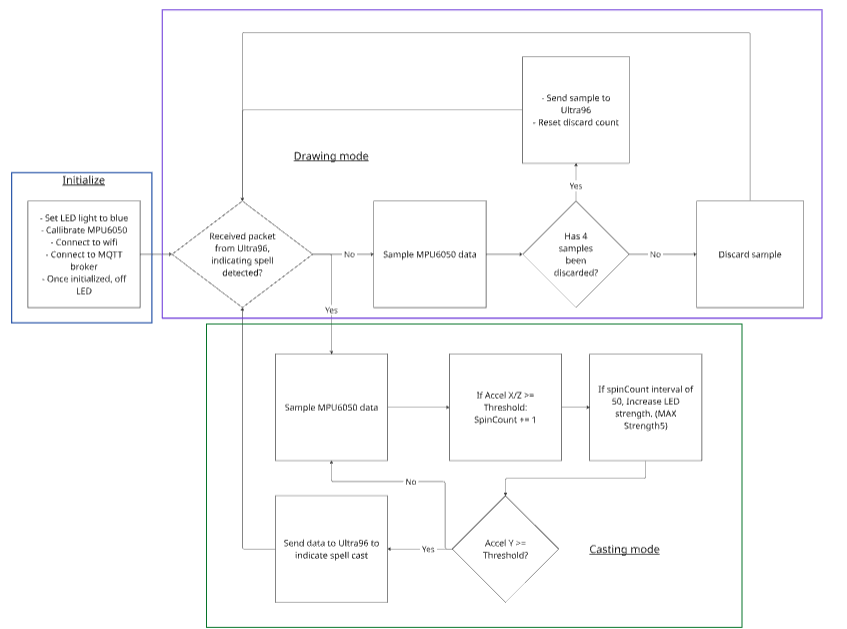 Initialize
- Set LED light to blue
- Callibrate MPU6050
- Connect to wifi
- Connect to MQTT
broker
- Once initialized, off
LED
Drawing mode
Received packet
from Ultra96,
indicating spell
detected?
No
Sample MPU6050 data
Has 4
samples
been
discarded?
Yes
- Send sample to
Ultra96
- Reset discard count
No
Discard sample
Yes
Sample MPU6050 data
If Accel X/Z >=
Threshold:
SpinCount += 1
If spinCount interval of
50, Increase LED
strength. (MAX
Strength5)
No
Send data to Ultra96 to
indicate spell cast
Yes
Accel Y >=
Threshold?
Casting mode